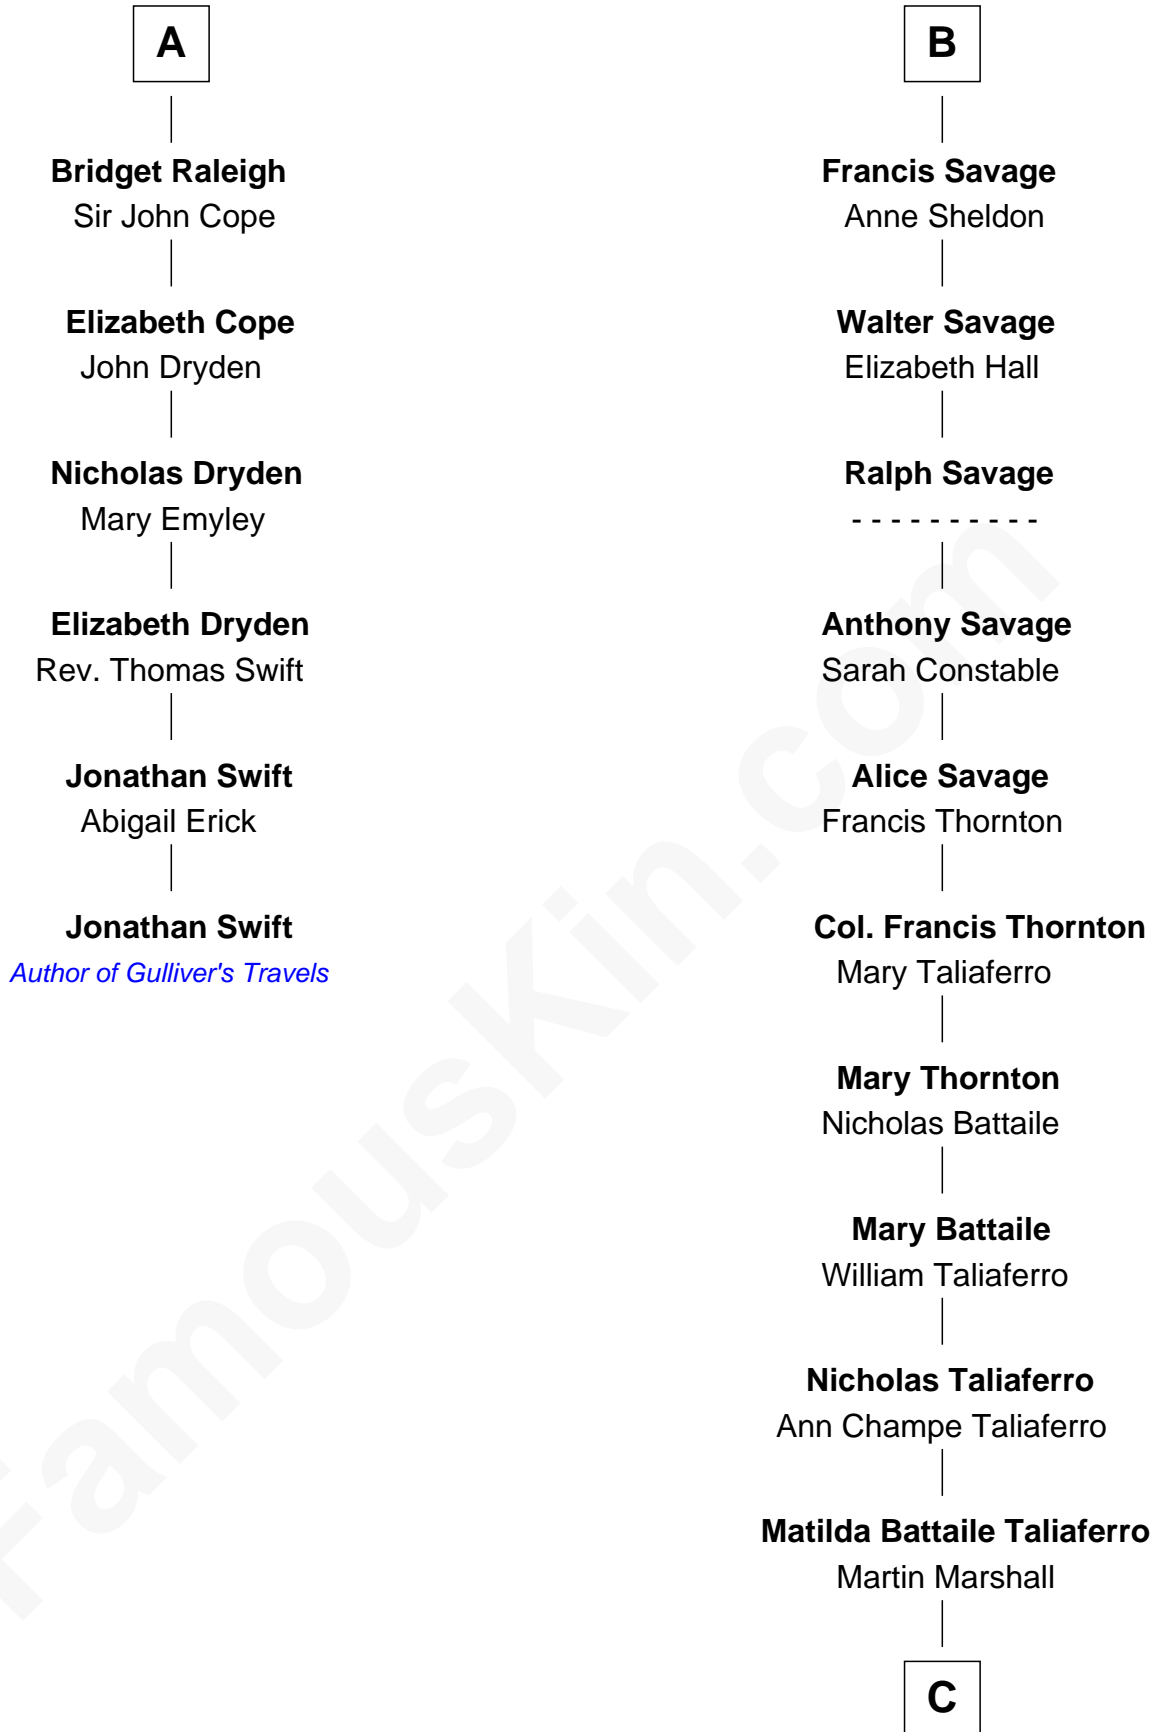 A
Bridget Raleigh
Sir John Cope
Elizabeth Cope
John Dryden
Nicholas Dryden
Mary Emyley
Elizabeth Dryden
Rev. Thomas Swift
Jonathan Swift
Abigail Erick
Jonathan Swift
Author of Gulliver's Travels
B
Francis Savage
Anne Sheldon
Walter Savage
Elizabeth Hall
Ralph Savage
- - - - - - - - - -
Anthony Savage
Sarah Constable
Alice Savage
Francis Thornton
Col. Francis Thornton
Mary Taliaferro
Mary Thornton
Nicholas Battaile
Mary Battaile
William Taliaferro
Nicholas Taliaferro
Ann Champe Taliaferro
Matilda Battaile Taliaferro
Martin Marshall
C
FamousKin.com